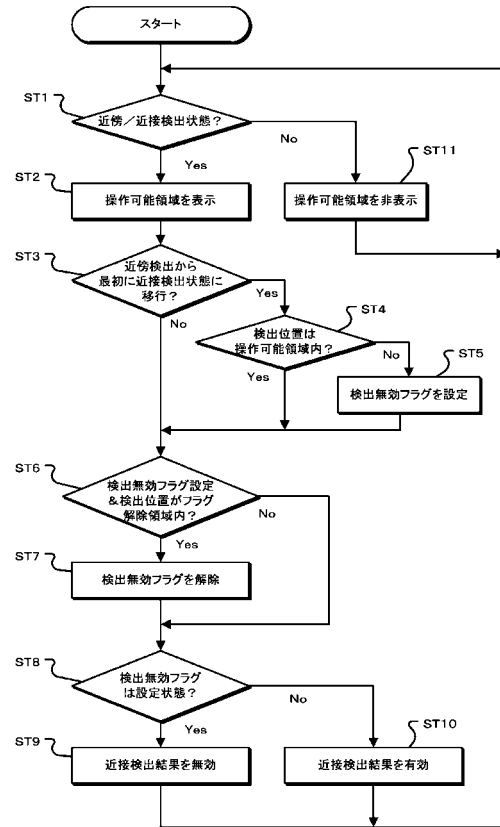 スタート
ST1
近傍／近接検出状態？
No
ST11
Yes
ST2
操作可能領域を表示
操作可能領域を非表示
ST3
近傍検出から
最初に近接検出状態に
移行？
Yes
No
ST4
検出位置は
操作可能領域内？
No
ST5
Yes
検出無効フラグを設定
ST6
検出無効フラグ設定
＆検出位置がフラグ
解除領域内？
No
Yes
ST7
検出無効フラグを解除
ST8
検出無効フラグ
は設定状態？
No
Yes
ST9
ST10
近接検出結果を無効
近接検出結果を有効